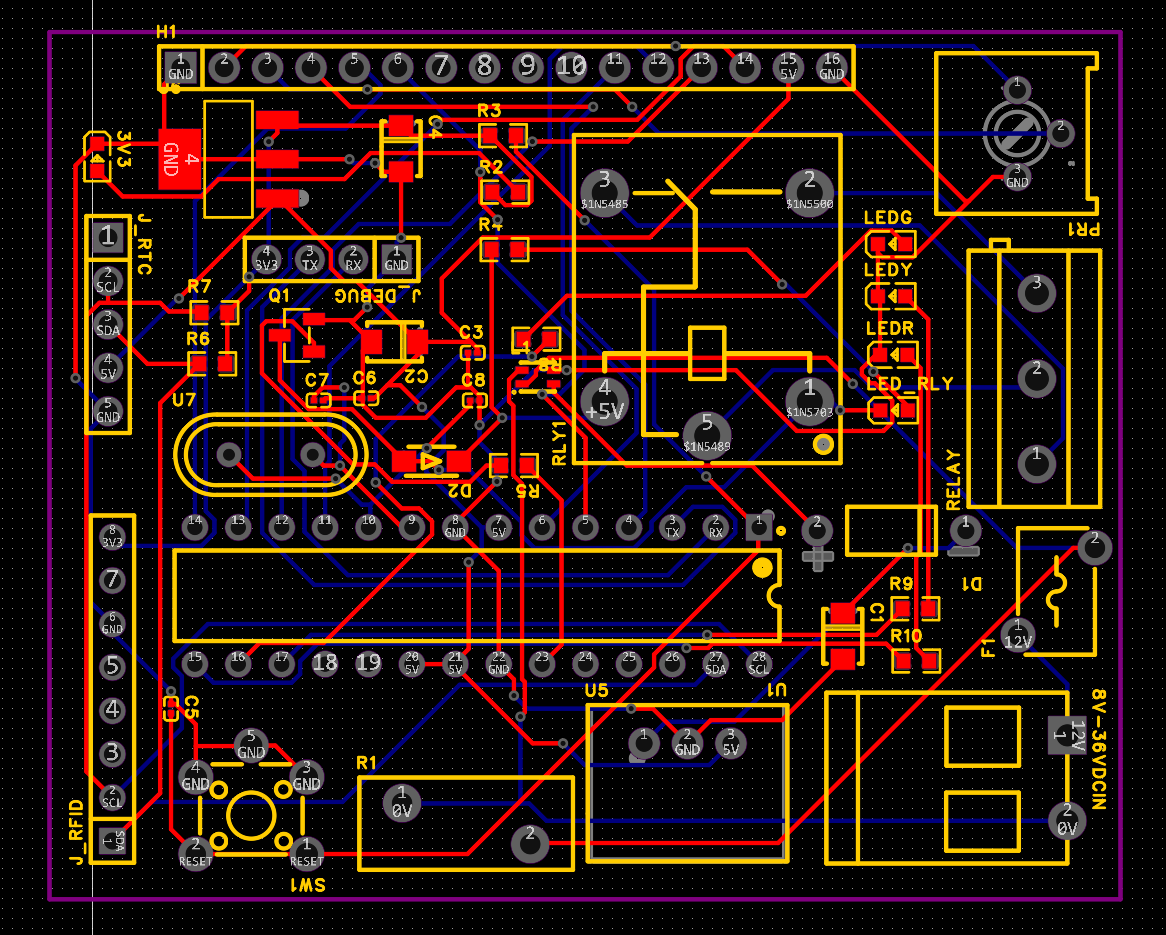 H1
1 2 3 4 5 6 7 8 9 10 11 12 13 14 15 16
GND 5V GND
3V3
4
GND
C4
R3
R2
R4
3 2
$1N5485 $1N5500
1
2
3
GND
PR1
LEDG
LEDY
LEDR
LED_RLY
J_RTC
1
2
SCL
3
SDA
4
5V
5
GND
4 3 2 1
3V3 TX RX GND
J_DEBUG
Q1
R7
R6
C2
C3
C7 C6 C8
1
R8
4 1
+5V $1N5703
5
$1N5489
RLY1
3
2
1
RELAY
U7
D2
R5
14 13 12 11 10 9 8 7 6 5 4 3 2 1
GND 5V TX RX
2 1
D1
2
1
12V
F1
R9
R10
C1
8
3V3
7
6
GND
5
4
3
2
SCL
1
SDA
J_RFID
15 16 17 18 19 20 21 22 23 24 25 26 27 28
5V 5V GND SDA SCL
C5
U5
U1
1 2 3
GND 5V
5
GND
4 3
GND GND
2 1
RESET RESET
SW1
R1
1
0V
2
8V-36VDCIN
1
12V
2
0V